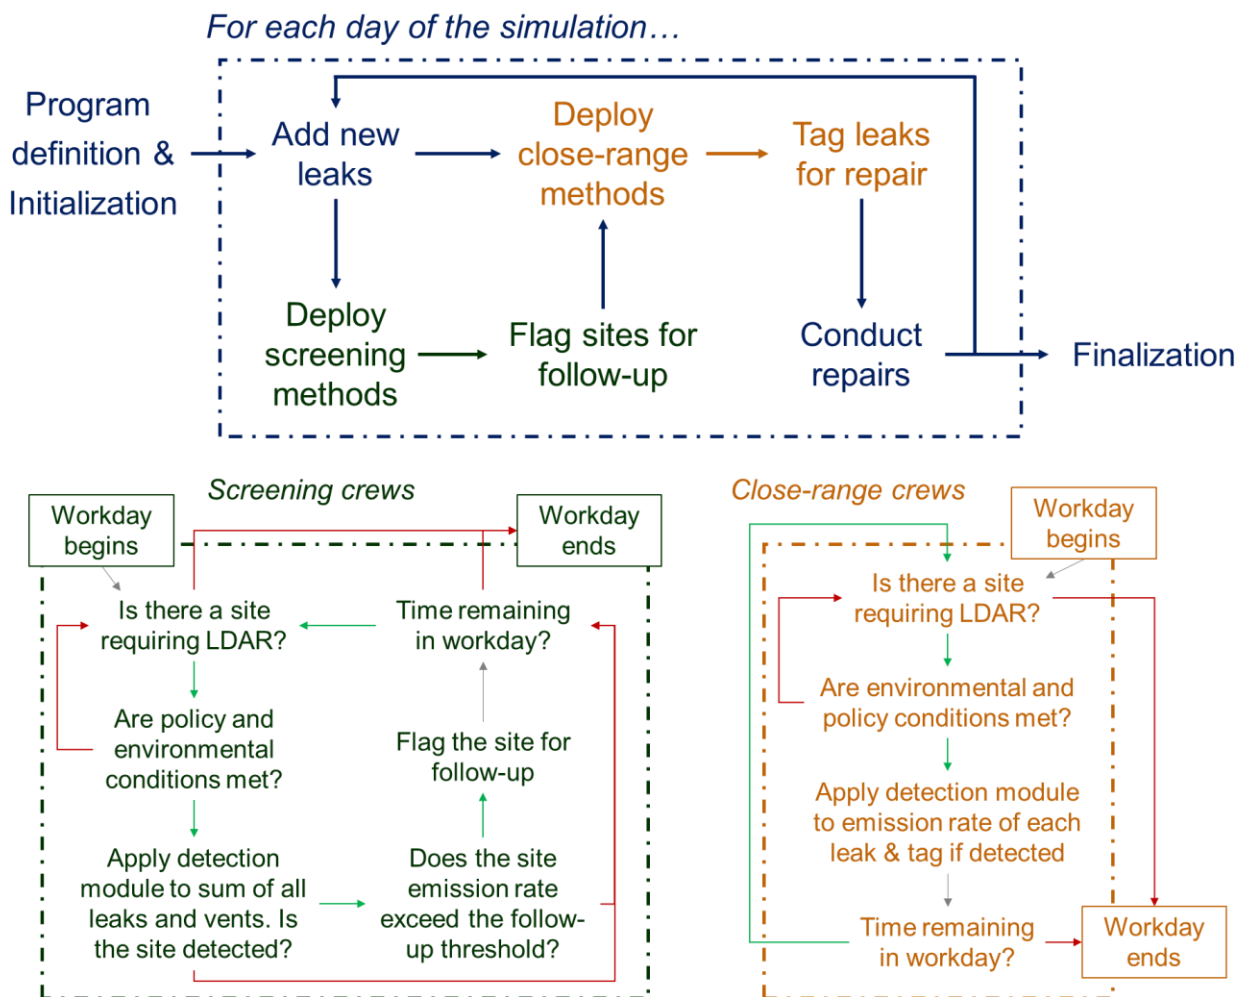 For each day of the simulation...
Program
definition &
Initialization
Add new
leaks
Deploy
close-range
methods
Tag leaks
for repair
Deploy
screening
methods
Flag sites for
follow-up
Conduct
repairs
Finalization
Screening crews
Workday
begins
Workday
ends
Is there a site
requiring LDAR?
Time remaining
in workday?
Are policy and
environmental
conditions met?
Flag the site for
follow-up
Apply detection
module to sum of all
leaks and vents. Is
the site detected?
Does the site
emission rate
exceed the follow-
up threshold?
Close-range crews
Workday
begins
Is there a site
requiring LDAR?
Are environmental and
policy conditions met?
Apply detection module
to emission rate of each
leak & tag if detected
Time remaining
in workday?
Workday
ends